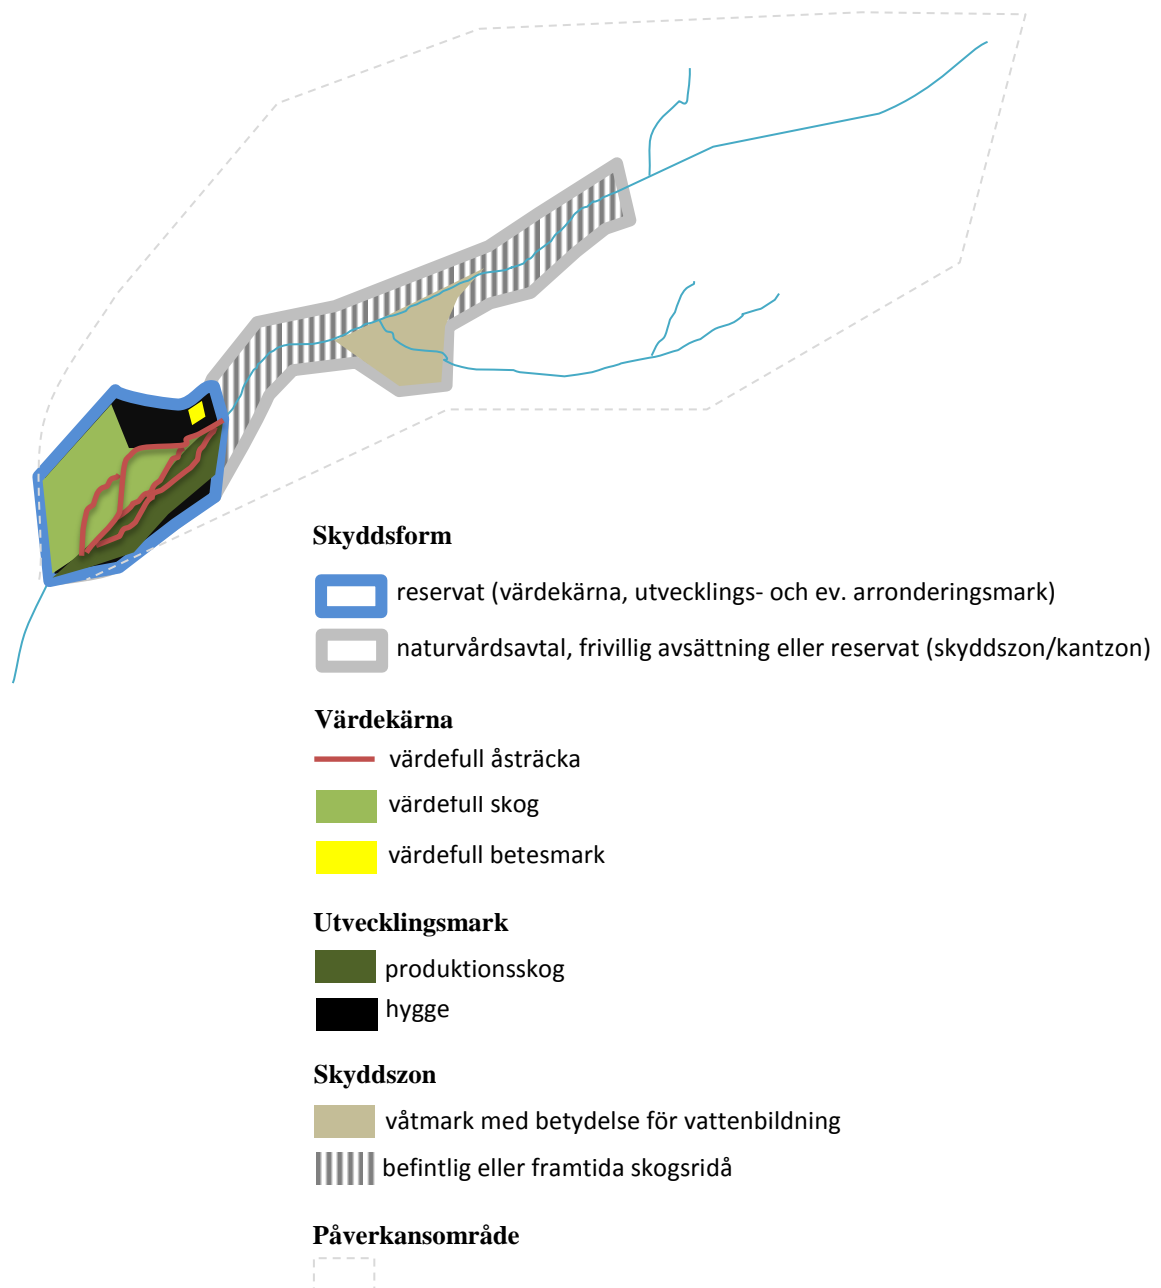 Skyddsform
reservat (värdekärna, utvecklings- och ev. arronderingsmark)
naturvårdsavtal, frivillig avsättning eller reservat (skyddszon/kantzon)
Värdekärna
värdefull åsträcka
värdefull skog
värdefull betesmark
Utvecklingsmark
produktionsskog
hygge
Skyddszon
våtmark med betydelse för vattenbildning
befintlig eller framtida skogsridå
Påverkansområde